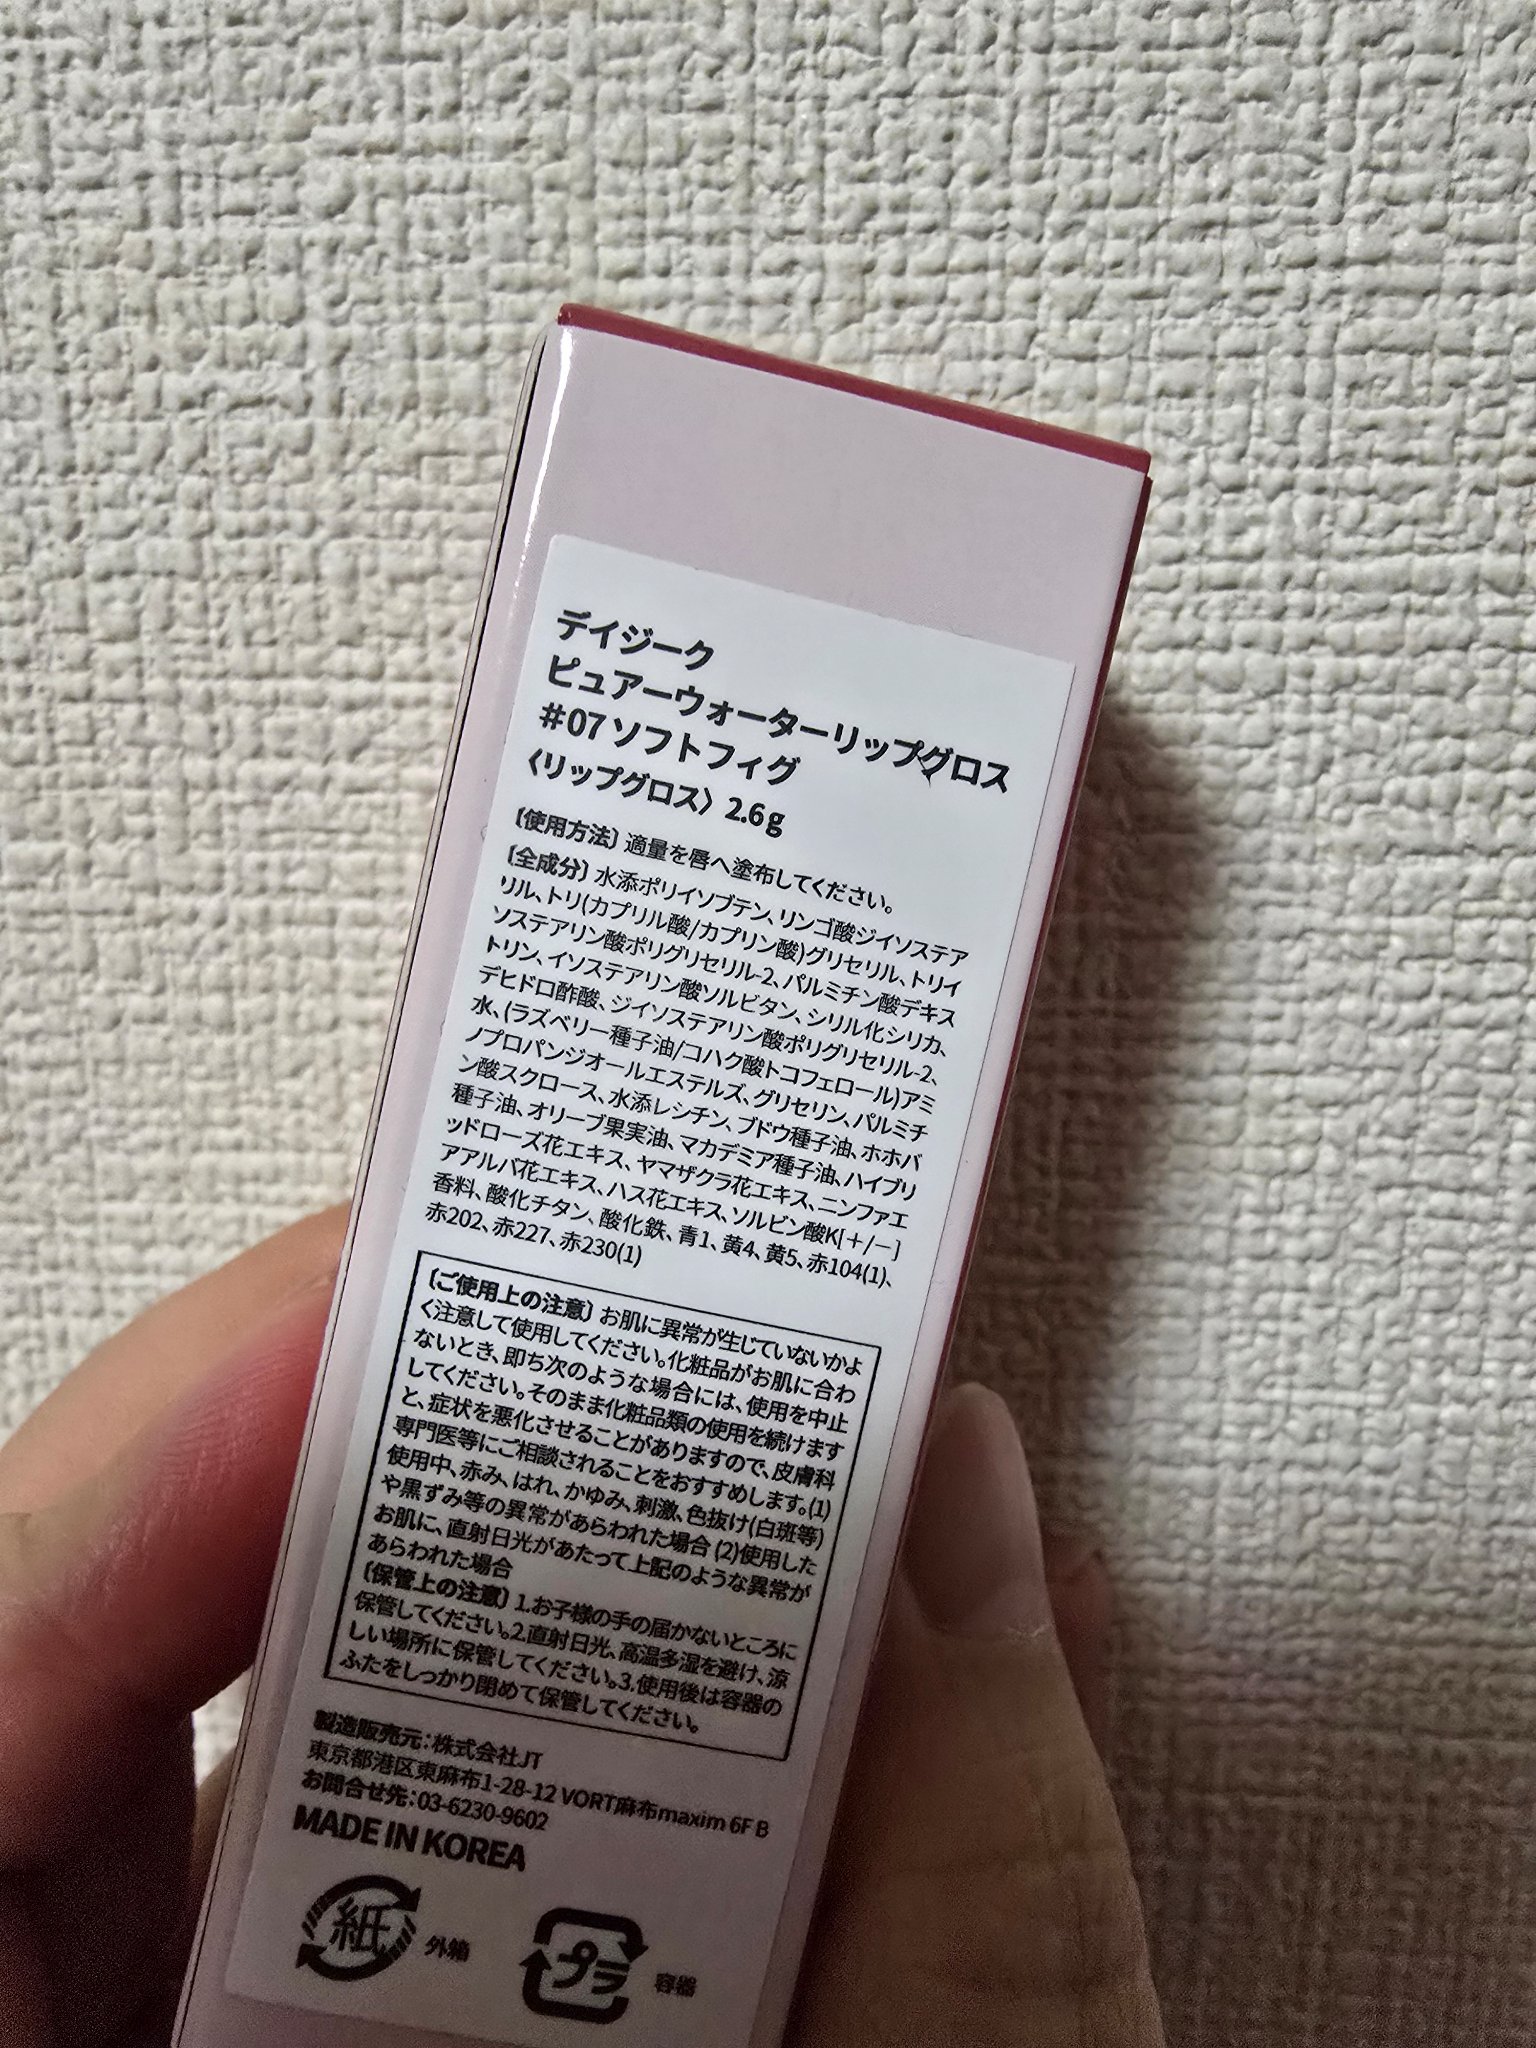 デイジーク
ピュアーウォーターリップグロス
#07 ソフトフィグ
〈リップグロス〉 2.6g
〔使用方法〕 適量を唇へ塗布してください。
〔全成分〕 水添ポリイソブテン、リンゴ酸ジイソステア
リル、トリ(カプリル酸/カプリン酸)グリセリル、トリイ
ソステアリン酸ポリグリセリル-2、パルミチン酸デキス
トリン、イソステアリン酸ソルビタン、シリル化シリカ、
デヒドロ酢酸、ジイソステアリン酸ポリグリセリル-2、
水、(ラズベリー種子油/コハク酸トコフェロール)アミ
ノプロパンジオールエステルズ、グリセリン、パルミチ
ン酸スクロース、水添レシチン、ブドウ種子油、ホホバ
種子油、オリーブ果実油、マカデミア種子油、ハイブリ
ッドローズ花エキス、ヤマザクラ花エキス、ニンファエ
アアルバ花エキス、ハス花エキス、ソルビン酸K[+/-]
香料、酸化チタン、酸化鉄、青1、黄4、黄5、赤104(1)、
赤202、赤227、赤230(1)
〔ご使用上の注意〕 お肌に異常が生じていないかよ
く注意して使用してください。化粧品がお肌に合わ
ないとき、即ち次のような場合には、使用を中止
してください。そのまま化粧品類の使用を続けます
と、症状を悪化させることがありますので、皮膚科
専門医等にご相談されることをおすすめします。(1)
使用中、赤み、はれ、かゆみ、刺激、色抜け(白斑等)
や黒ずみ等の異常があらわれた場合 (2)使用した
お肌に、直射日光があたって上記のような異常が
あらわれた場合
〔保管上の注意〕 1.お子様の手の届かないところに
保管してください。2.直射日光、高温多湿を避け、涼
しい場所に保管してください。3.使用後は容器の
ふたをしっかり閉めて保管してください。
製造販売元：株式会社JT
東京都港区東麻布1-28-12 VORT麻布maxim 6F B
お問合せ先：03-6230-9602
MADE IN KOREA
紙 外箱
プラ 容器